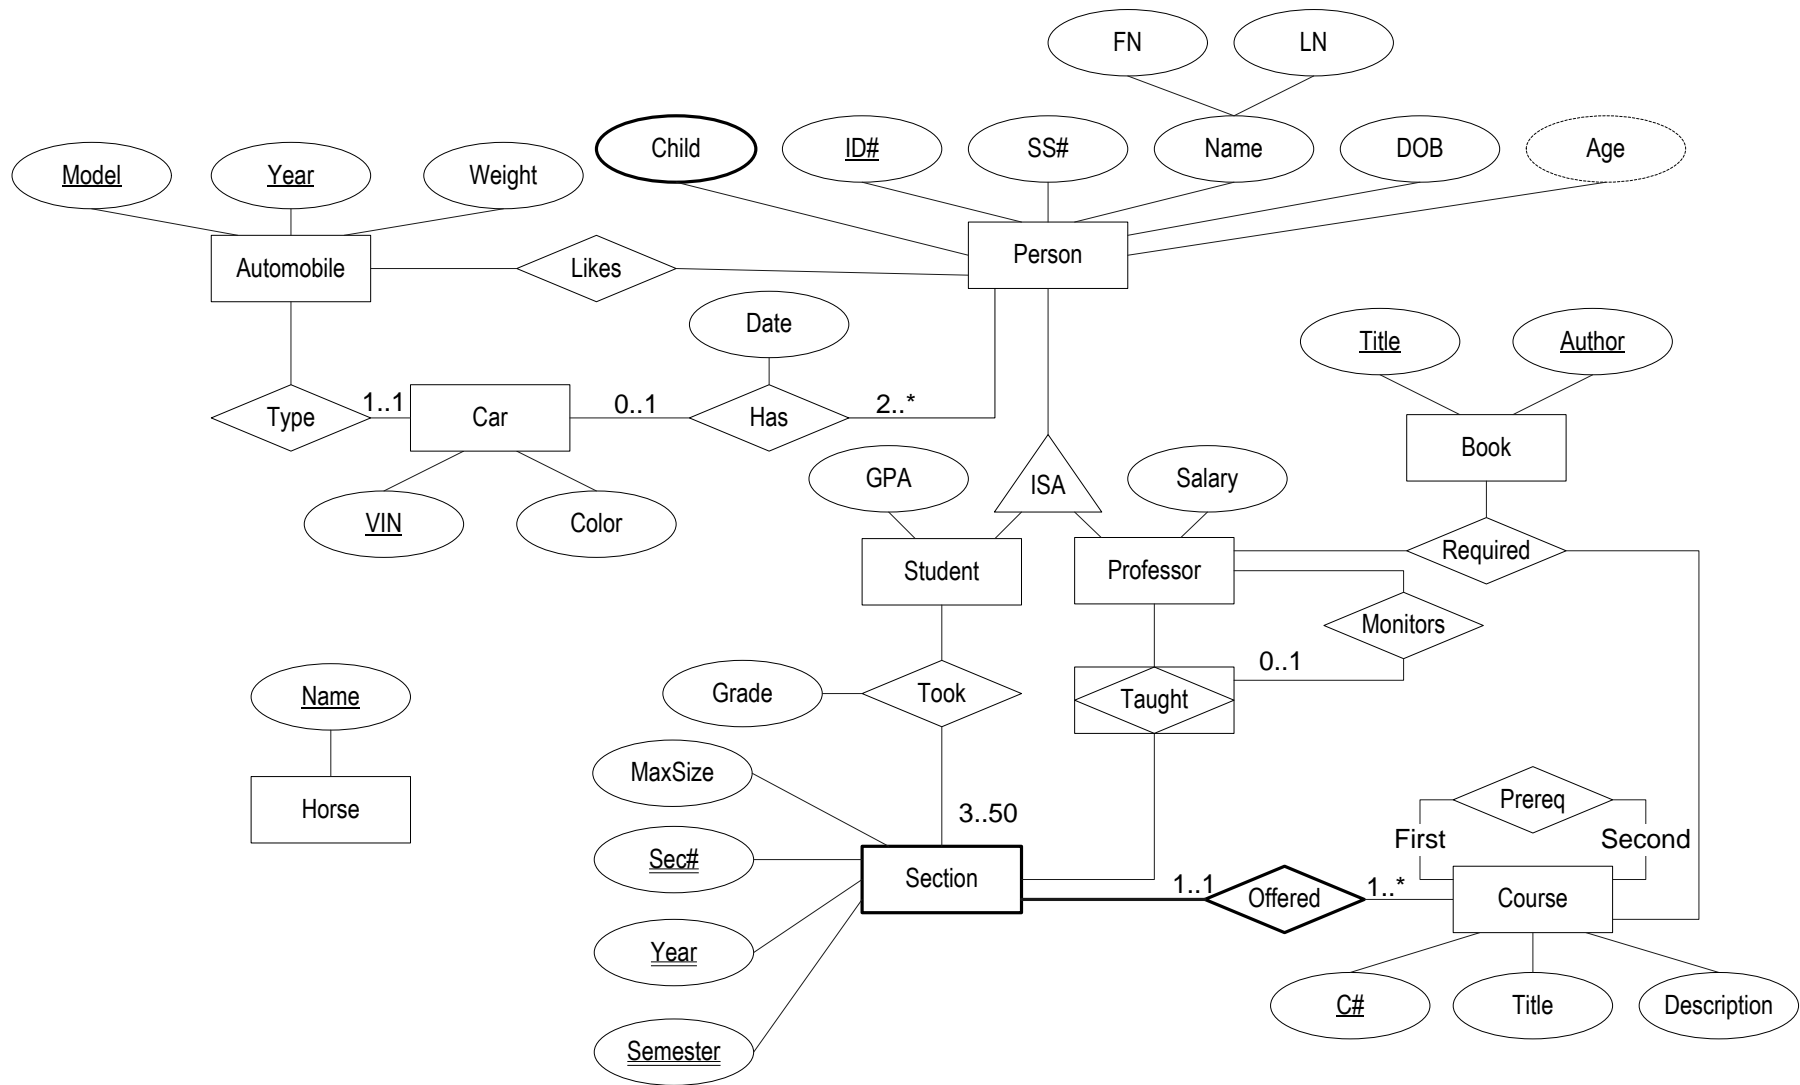 FN
LN
Child
ID#
SS#
Name
DOB
Age
Model
Year
Weight
Automobile
Likes
Person
Date
Title
Author
Type
1..1
Car
0..1
Has
2..*
Book
GPA
ISA
Salary
VIN
Color
Student
Professor
Required
Monitors
0..1
Name
Grade
Took
Taught
MaxSize
Horse
3..50
Prereq
First
Second
Sec#
Section
1..1
Offered
1..*
Course
Year
C#
Title
Description
Semester